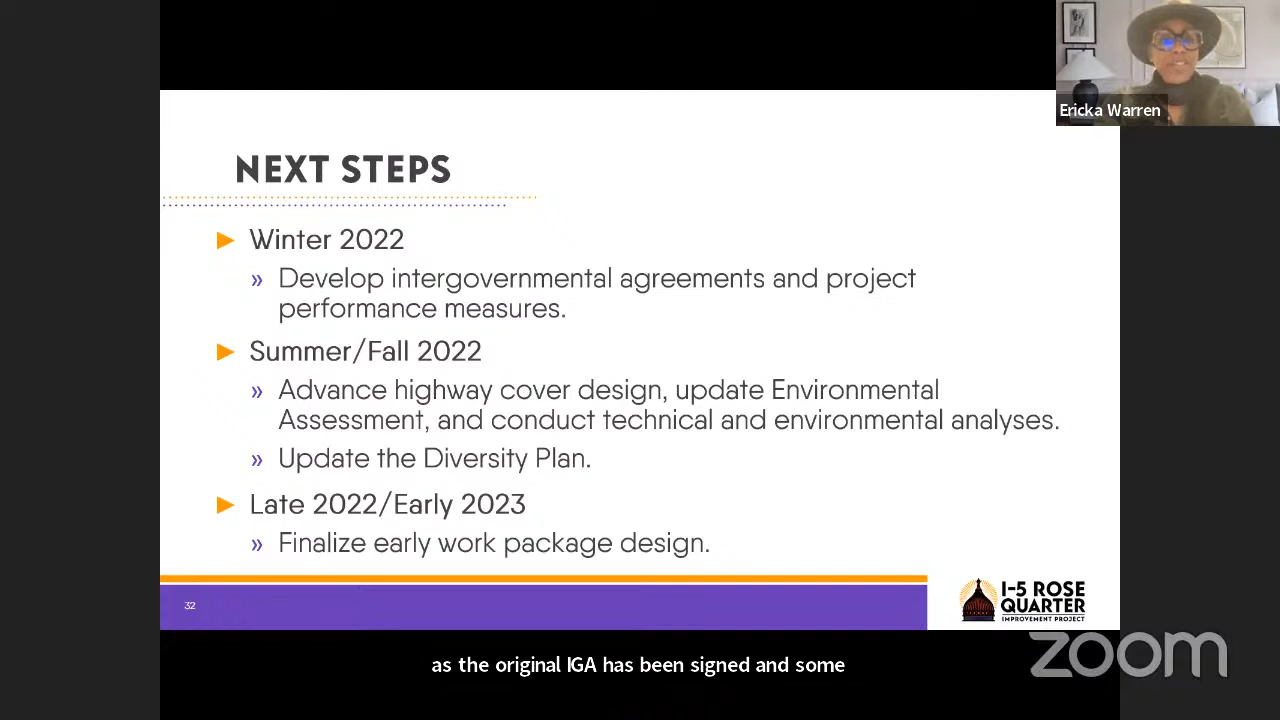 Ericka Warren
NEXT STEPS
Winter 2022
» Develop intergovernmental agreements and project
performance measures.
Summer/Fall 2022
» Advance highway cover design, update Environmental
Assessment, and conduct technical and environmental analyses.
» Update the Diversity Plan.
Late 2022/Early 2023
» Finalize early work package design.
32
I-5 ROSE
QUARTER
IMPROVEMENT PROJECT
as the original IGA has been signed and some
zoom